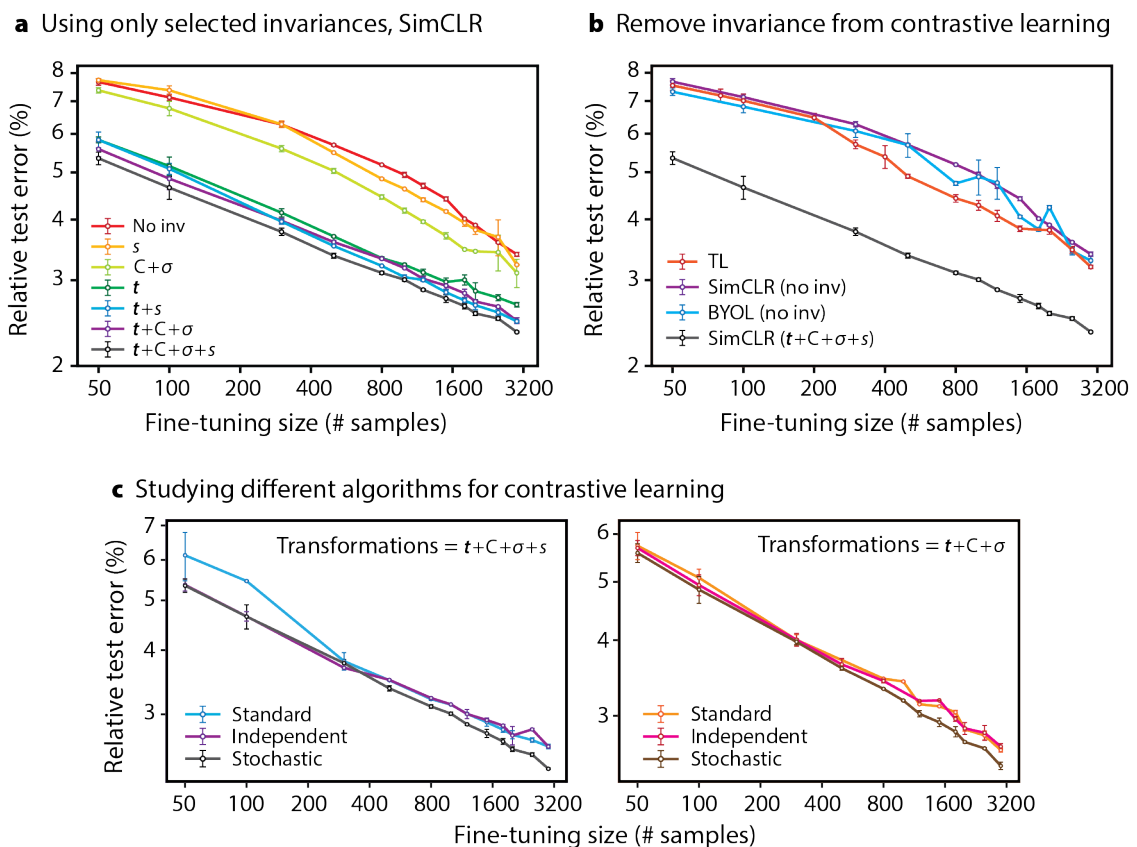 a Using only selected invariances, SimCLR
Relative test error (%)
8
7
6
5
4
3
2
No inv
s
C+σ
t
t+s
t+C+σ
t+C+σ+s
50 100 200 400 800 1600 3200
Fine-tuning size (# samples)
b Remove invariance from contrastive learning
Relative test error (%)
8
7
6
5
4
3
2
TL
SimCLR (no inv)
BYOL (no inv)
SimCLR (t+C+σ+s)
50 100 200 400 800 1600 3200
Fine-tuning size (# samples)
c Studying different algorithms for contrastive learning
Relative test error (%)
7
6
5
4
3
Transformations = t+C+σ+s
Standard
Independent
Stochastic
50 100 200 400 800 1600 3200
6
5
4
3
Transformations = t+C+σ
Standard
Independent
Stochastic
50 100 200 400 800 1600 3200
Fine-tuning size (# samples)